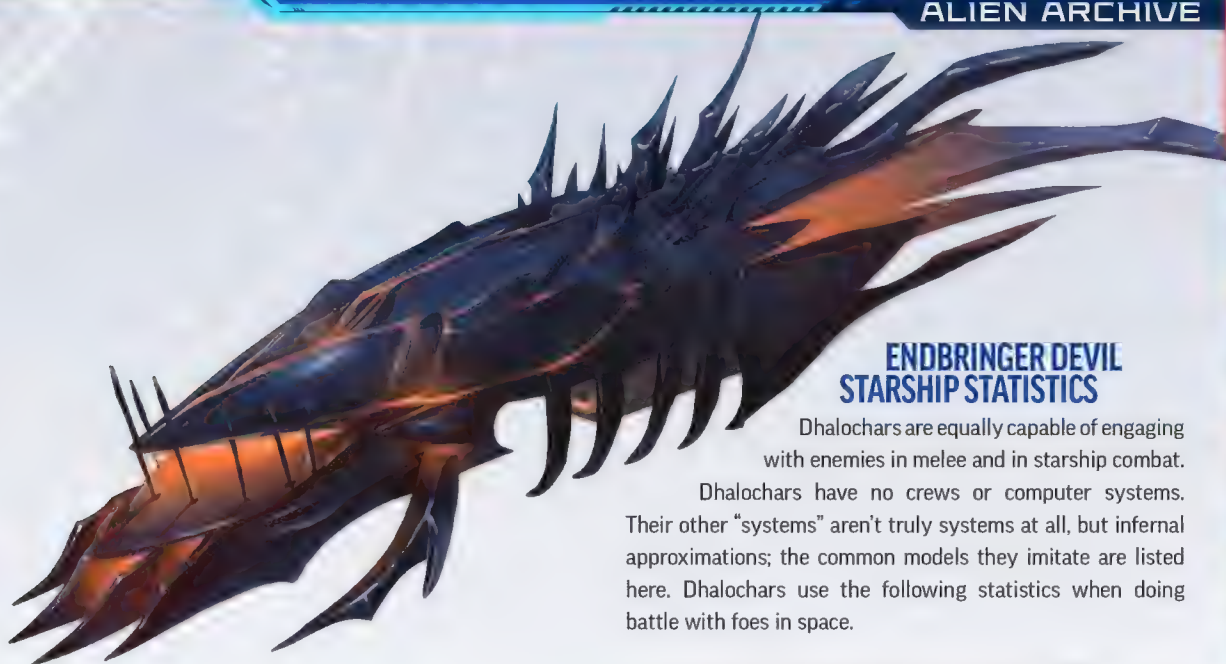 ALIEN ARCHIVE
ENDBRINGER DEVIL
STARSHIP STATISTICS
Dhalochars are equally capable of engaging
with enemies in melee and in starship combat.
Dhalochars have no crews or computer systems.
Their other “systems” aren’t truly systems at all, but infernal
approximations; the common models they imitate are listed
here. Dhalochars use the following statistics when doing
battle with foes in space.